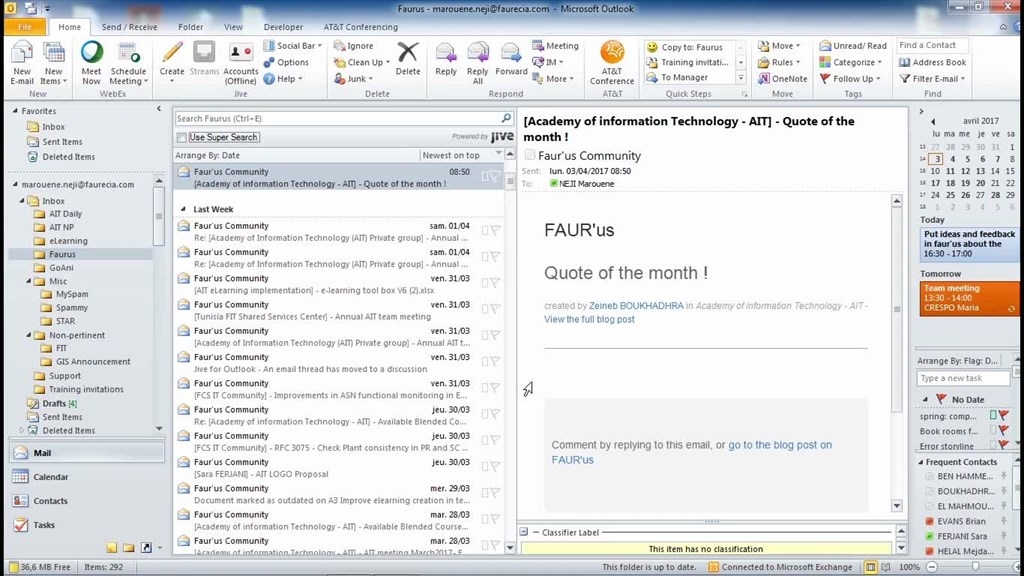 Faurus - marouene.neji@faurecia.com - Microsoft Outlook
File Home Send / Receive Folder View Developer AT&T Conferencing
New E-mail
New Items
New
Meet Now
Schedule Meeting
WebEx
Create
Streams
Accounts (Offline)
Social Bar
Options
Help
Jive
Ignore
Clean Up
Junk
Delete
Delete
Reply
Reply All
Forward
Meeting
IM
More
Respond
AT&T Conference
AT&T
Copy to: Faurus
Training invitati...
To Manager
Quick Steps
Move
Rules
OneNote
Move
Unread/ Read
Categorize
Follow Up
Tags
Find a Contact
Address Book
Filter E-mail
Find
Favorites
Inbox
Sent Items
Deleted Items
marouene.neji@faurecia.com
Inbox
AIT Daily
AIT NP
eLearning
Faurus
GoAni
Misc
MySpam
Spammy
STAR
Non-pertinent
FIT
GIS Announcement
Support
Training invitations
Drafts [4]
Sent Items
Deleted Items
Mail
Calendar
Contacts
Tasks
Search Faurus (Ctrl+E)
Use Super Search
Powered by jive
Arrange By: Date Newest on top
Faur'us Community 08:50
[Academy of information Technology - AIT] - Quote of the month !
Last Week
Faur'us Community sam. 01/04
Re: [Academy of Information Technology (AIT) Private group] - Annual ...
Faur'us Community sam. 01/04
Re: [Academy of Information Technology (AIT) Private group] - Annual ...
Faur'us Community ven. 31/03
[AIT eLearning implementation] - e-learning tool box V6 (2).xlsx
Faur'us Community ven. 31/03
[Tunisia FIT Shared Services Center] - Annual AIT team meeting
Faur'us Community ven. 31/03
[Academy of Information Technology (AIT) Private group] - Annual AIT t...
Faur'us Community ven. 31/03
Jive for Outlook - An email thread has moved to a discussion
Faur'us Community ven. 31/03
[FCS IT Community] - Improvements in ASN functional monitoring in E...
Faur'us Community jeu. 30/03
Re: [Academy of information Technology - AIT] - Available Blended Co...
Faur'us Community jeu. 30/03
[FCS IT Community] - RFC 3075 - Check Plant consistency in PR and SC ...
Faur'us Community jeu. 30/03
[Sara FERJANI] - AIT LOGO Proposal
Faur'us Community mer. 29/03
Document marked as outdated on A3 Improve elearning creation in te...
Faur'us Community mar. 28/03
[Academy of information Technology - AIT] - Available Blended Course...
Faur'us Community mar. 28/03
[Academy of information Technology - AIT] - AIT meeting March2017- F...
[Academy of information Technology - AIT] - Quote of the
month !
Faur'us Community
Sent: lun. 03/04/2017 08:50
To: NEJI Marouene
FAUR'us
Quote of the month !
created by Zeineb BOUKHADHRA in Academy of information Technology - AIT -
View the full blog post
Comment by replying to this email, or go to the blog post on
FAUR'us
Classifier Label
This item has no classification
avril 2017
lu ma me je ve sa
13 27 28 29 30 31 1
14 3 4 5 6 7 8
15 10 11 12 13 14 15
16 17 18 19 20 21 22
17 24 25 26 27 28 29
18 1 2 3 4 5 6
Today
Put ideas and feedback
in faur'us about the
16:30 - 17:00
Tomorrow
Team meeting
13:30 - 14:00
CRESPO Maria
Arrange By: Flag: D...
Type a new task
No Date
spring: comp...
Book rooms f...
Error storyline
Frequent Contacts
BEN HAMME...
BOUKHADHR...
EL MAHMOU...
EVANS Brian
FERJANI Sara
HELAL Mejda...
36,6 MB Free Items: 292 This folder is up to date. Connected to Microsoft Exchange 100%